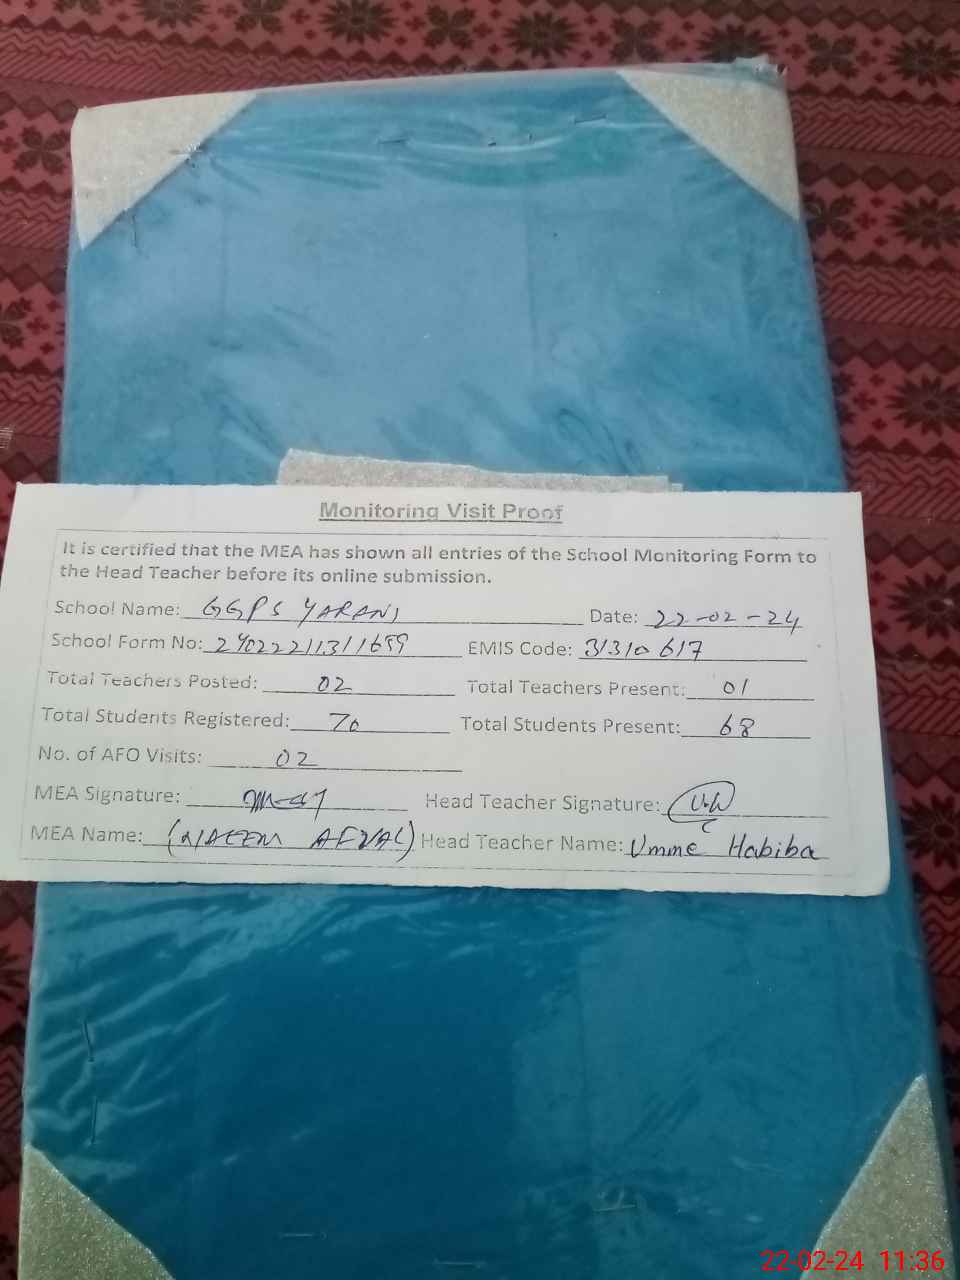 Monitoring Visit Proof
It is certified that the MEA has shown all entries of the School Monitoring Form to
the Head Teacher before its online submission.
School Name: GGPS YARANI Date: 22-02-24
School Form No: EMIS Code: 31310617
Total Teachers Posted: 02 Total Teachers Present: 01
Total Students Registered: 70 Total Students Present: 68
No. of AFO Visits: 02
MEA Signature: Head Teacher Signature:
MEA Name: (NAEEM AFZAL) Head Teacher Name: Umme Habiba
22-02-24 11:36